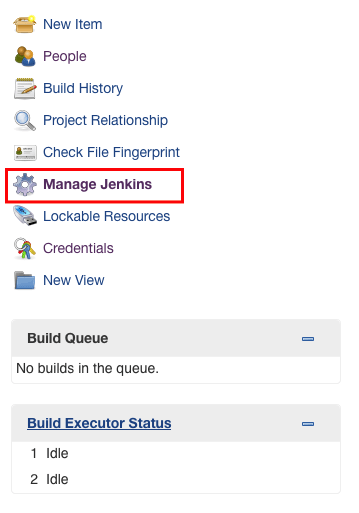 New Item
People
Build History
Project Relationship
Check File Fingerprint
Manage Jenkins
Lockable Resources
Credentials
New View
Build Queue
No builds in the queue.
Build Executor Status
1 Idle
2 Idle